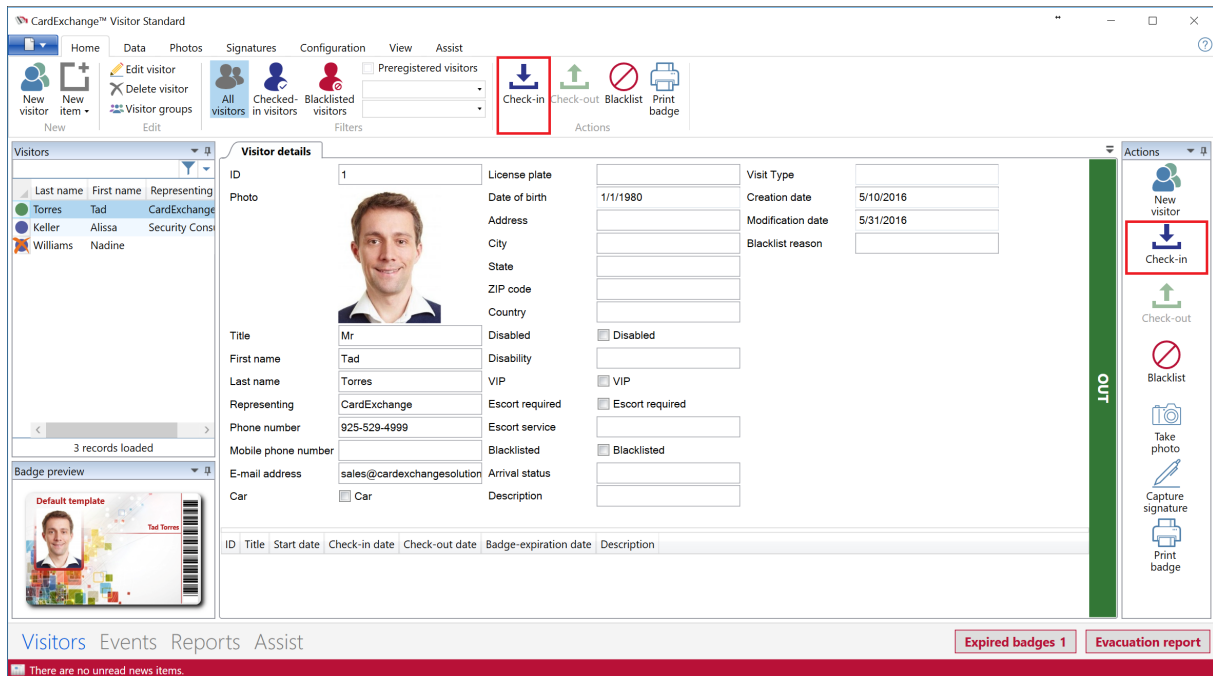 CardExchange™ Visitor Standard
Home Data Photos Signatures Configuration View Assist
New visitor
New item
New
Edit visitor
Delete visitor
Visitor groups
Edit
All visitors
Checked-in visitors
Blacklisted visitors
Preregistered visitors
Filters
Check-in
Check-out
Blacklist
Print badge
Actions
Visitors
Last name First name Representing
Torres Tad CardExchange
Keller Alissa Security Cons
Williams Nadine
3 records loaded
Badge preview
Default template
Tad Torres
Visitor details
ID 1
Photo
Title Mr
First name Tad
Last name Torres
Representing CardExchange
Phone number 925-529-4999
Mobile phone number
E-mail address sales@cardexchangesolution
Car Car
License plate
Date of birth 1/1/1980
Address
City
State
ZIP code
Country
Disabled Disabled
Disability
VIP VIP
Escort required Escort required
Escort service
Blacklisted Blacklisted
Arrival status
Description
Visit Type
Creation date 5/10/2016
Modification date 5/31/2016
Blacklist reason
ID Title Start date Check-in date Check-out date Badge-expiration date Description
OUT
Actions
New visitor
Check-in
Check-out
Blacklist
Take photo
Capture signature
Print badge
Visitors Events Reports Assist
Expired badges 1
Evacuation report
There are no unread news items.